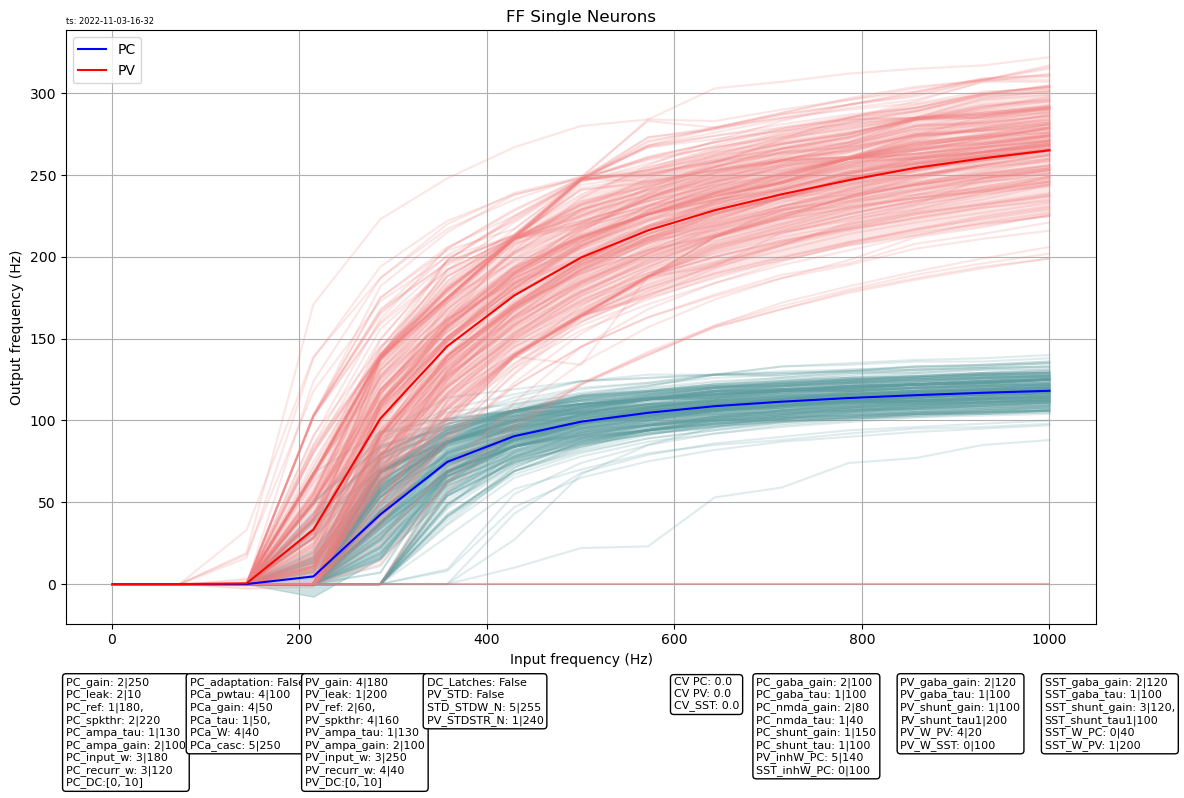 ts: 2022-11-03-16-32
FF Single Neurons
PC
PV
Output frequency (Hz)
300
250
200
150
100
50
0
0
200
400
600
800
1000
Input frequency (Hz)
PC_gain: 2|250
PC_leak: 2|10
PC_ref: 1|180,
PC_spkthr: 2|220
PC_ampa_tau: 1|130
PC_ampa_gain: 2|100
PC_input_w: 3|180
PC_recurr_w: 3|120
PC_DC:[0, 10]
PC_adaptation: False
PCa_pwtau: 4|100
PCa_gain: 4|50
PCa_tau: 1|50,
PCa_W: 4|40
PCa_casc: 5|250
PV_gain: 4|180
PV_leak: 1|200
PV_ref: 2|60,
PV_spkthr: 4|160
PV_ampa_tau: 1|130
PV_ampa_gain: 2|100
PV_input_w: 3|250
PV_recurr_w: 4|40
PV_DC:[0, 10]
DC_Latches: False
PV_STD: False
STD_STDW_N: 5|255
PV_STDSTR_N: 1|240
CV PC: 0.0
CV PV: 0.0
CV_SST: 0.0
PC_gaba_gain: 2|100
PC_gaba_tau: 1|100
PC_nmda_gain: 2|80
PC_nmda_tau: 1|40
PC_shunt_gain: 1|150
PC_shunt_tau: 1|100
PV_inhW_PC: 5|140
SST_inhW_PC: 0|100
PV_gaba_gain: 2|120
PV_gaba_tau: 1|100
PV_shunt_gain: 1|100
PV_shunt_tau1|200
PV_W_PV: 4|20
PV_W_SST: 0|100
SST_gaba_gain: 2|120
SST_gaba_tau: 1|100
SST_shunt_gain: 3|120,
SST_shunt_tau1|100
SST_W_PC: 0|40
SST_W_PV: 1|200